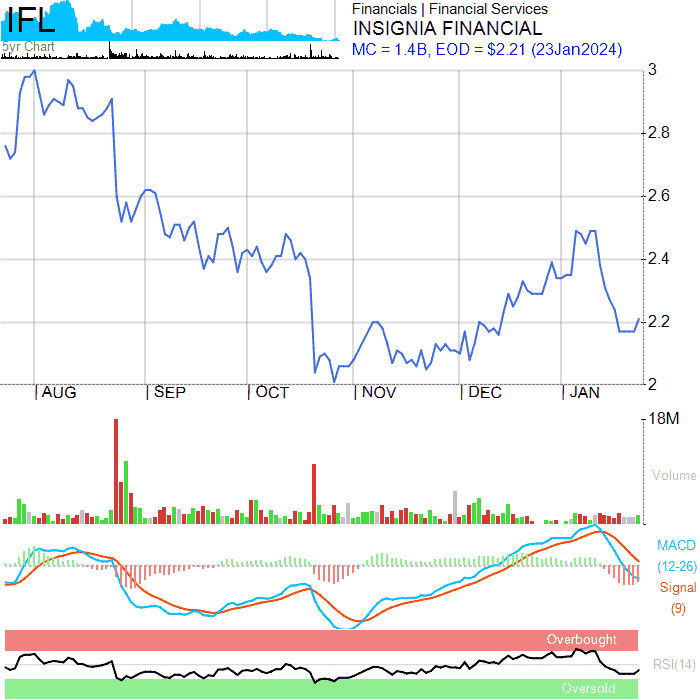 IFL
5yr Chart
Financials | Financial Services
INSIGNIA FINANCIAL
MC = 1.4B, EOD = $2.21 (23Jan2024)
3
2.8
2.6
2.4
2.2
2
AUG SEP OCT NOV DEC JAN
18M
Volume
MACD
(12-26)
Signal
(9)
Overbought
RSI(14)
Oversold